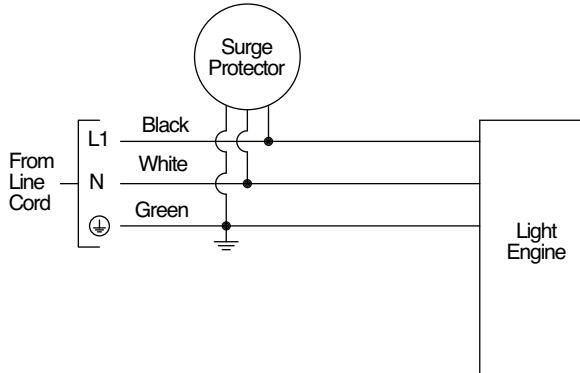 Surge
Protector
L1
Black
From
Line
Cord
N
White
Green
Light
Engine